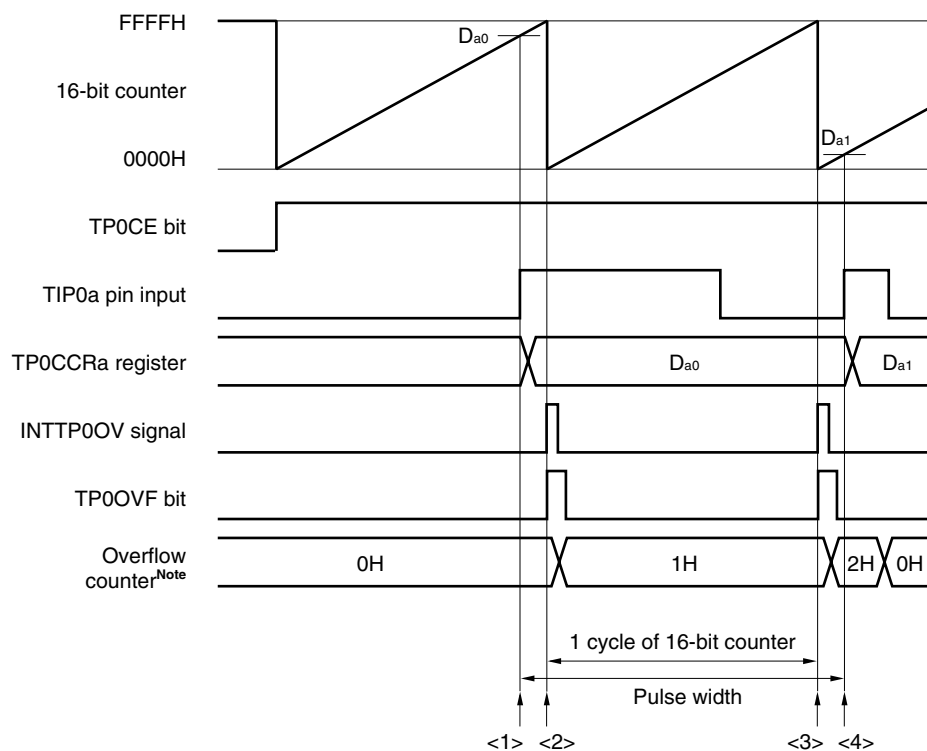 FFFFH
Da0
16-bit counter
0000H
Da1
TP0CE bit
TIP0a pin input
TP0CCRa register
Da0
Da1
INTTP0OV signal
TP0OVF bit
Overflow
counterNote
0H
1H
2H
0H
1 cycle of 16-bit counter
Pulse width
<1> <2> <3> <4>